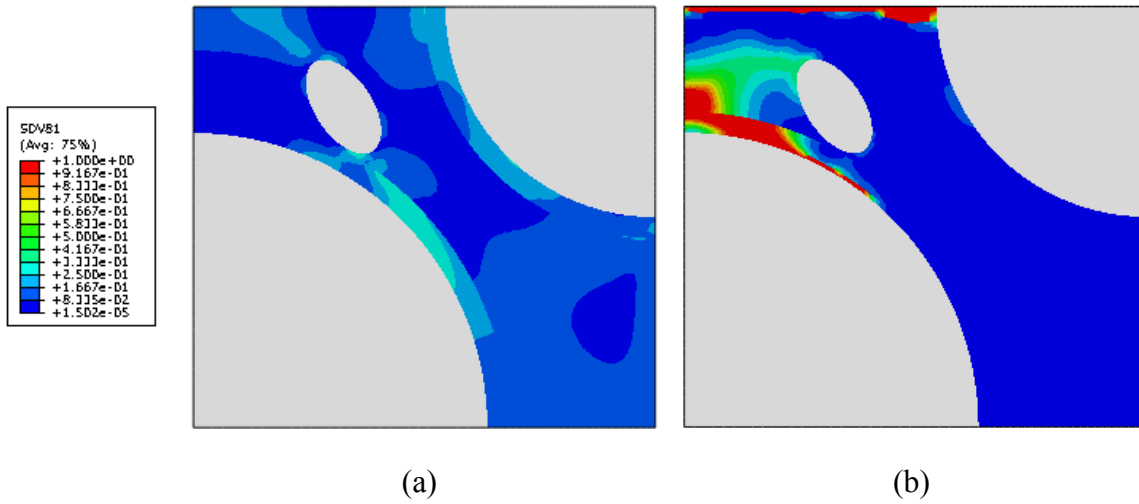 SDV81
(Avg: 75%)
+1.000e+00
+9.167e-01
+8.333e-01
+7.500e-01
+6.667e-01
+5.833e-01
+5.000e-01
+4.167e-01
+3.333e-01
+2.500e-01
+1.667e-01
+8.335e-02
+1.502e-05
(a)
(b)